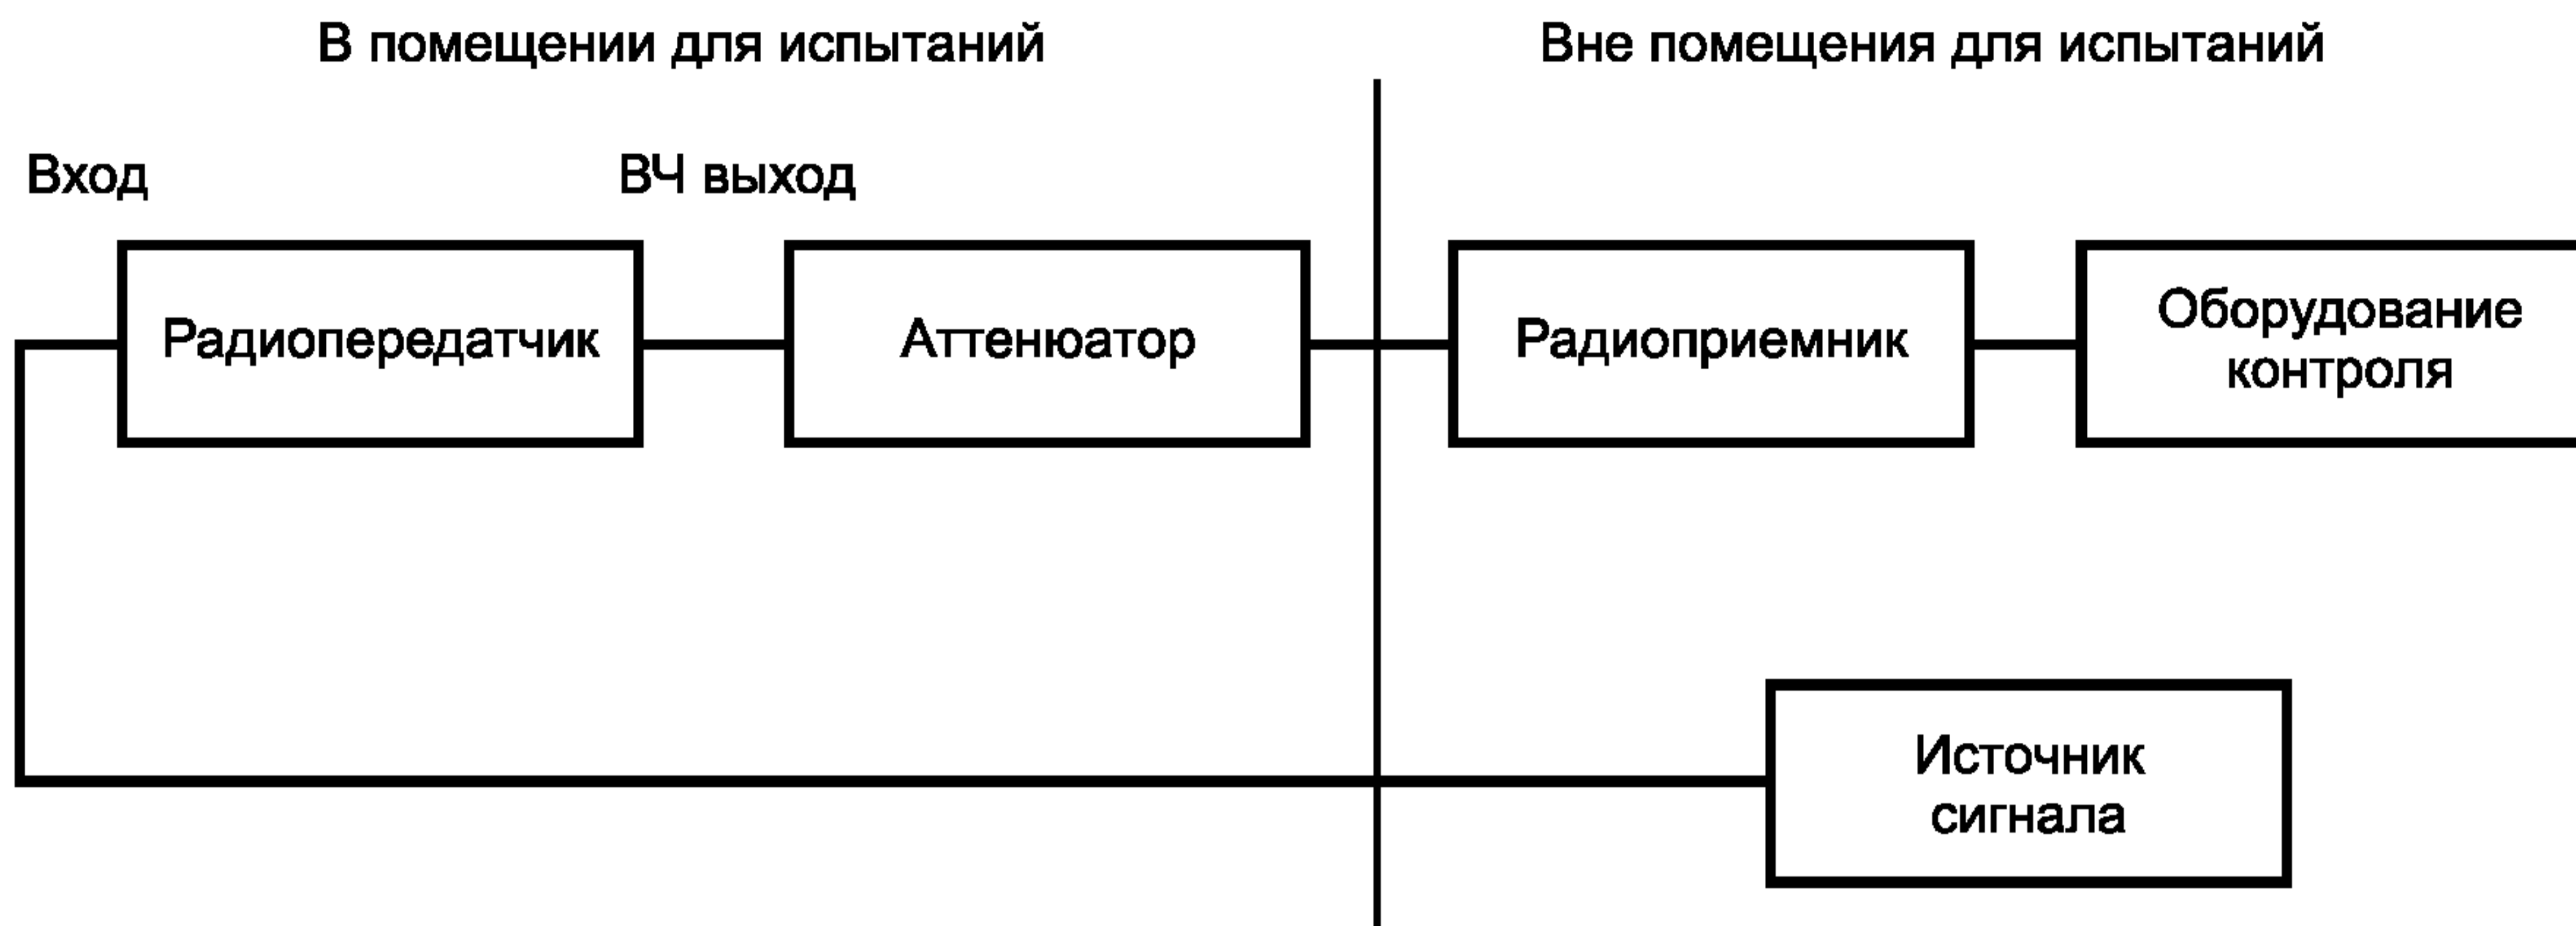 В помещении для испытаний
Вне помещения для испытаний
Вход
ВЧ выход
Радиопередатчик
Аттенюатор
Радиоприемник
Оборудование
контроля
Источник
сигнала